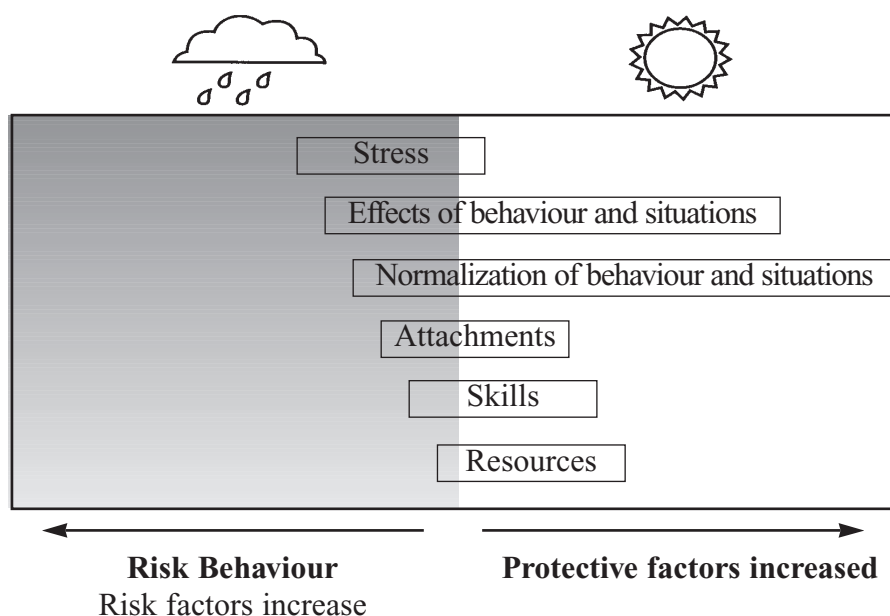 Stress
Effects of behaviour and situations
Normalization of behaviour and situations
Attachments
Skills
Resources
Risk Behaviour
Risk factors increase
Protective factors increased